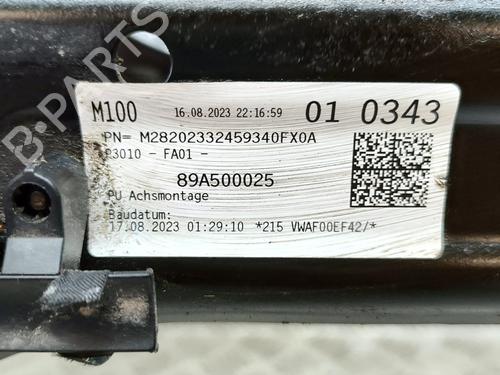 B-PARTS
M100 16.08.2023 22:16:59 01 0343
PN= M28202332459340FX0A
P3010 - FA01 -
89A500025
PU Achsmontage
Baudatum:
17.08.2023 01:29:10 *215 VWAF00EF42/*